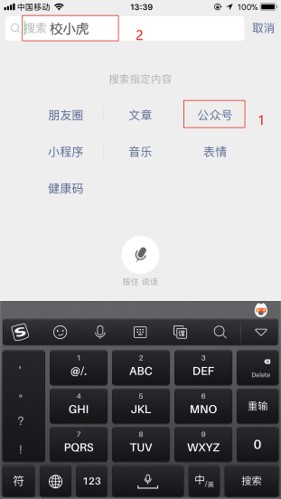 中国移动 13:39 100%
搜索 校小虎 2 取消
搜索指定内容
朋友圈 文章 公众号 1
小程序 音乐 表情
健康码
按住 说话
1 2 3
@/. ABC DEF Delete
4 5 6
GHI JKL MNO 重输
7 8 9
PQRS TUV WXYZ 0
' 。 ? !
符 123 中/英 搜索